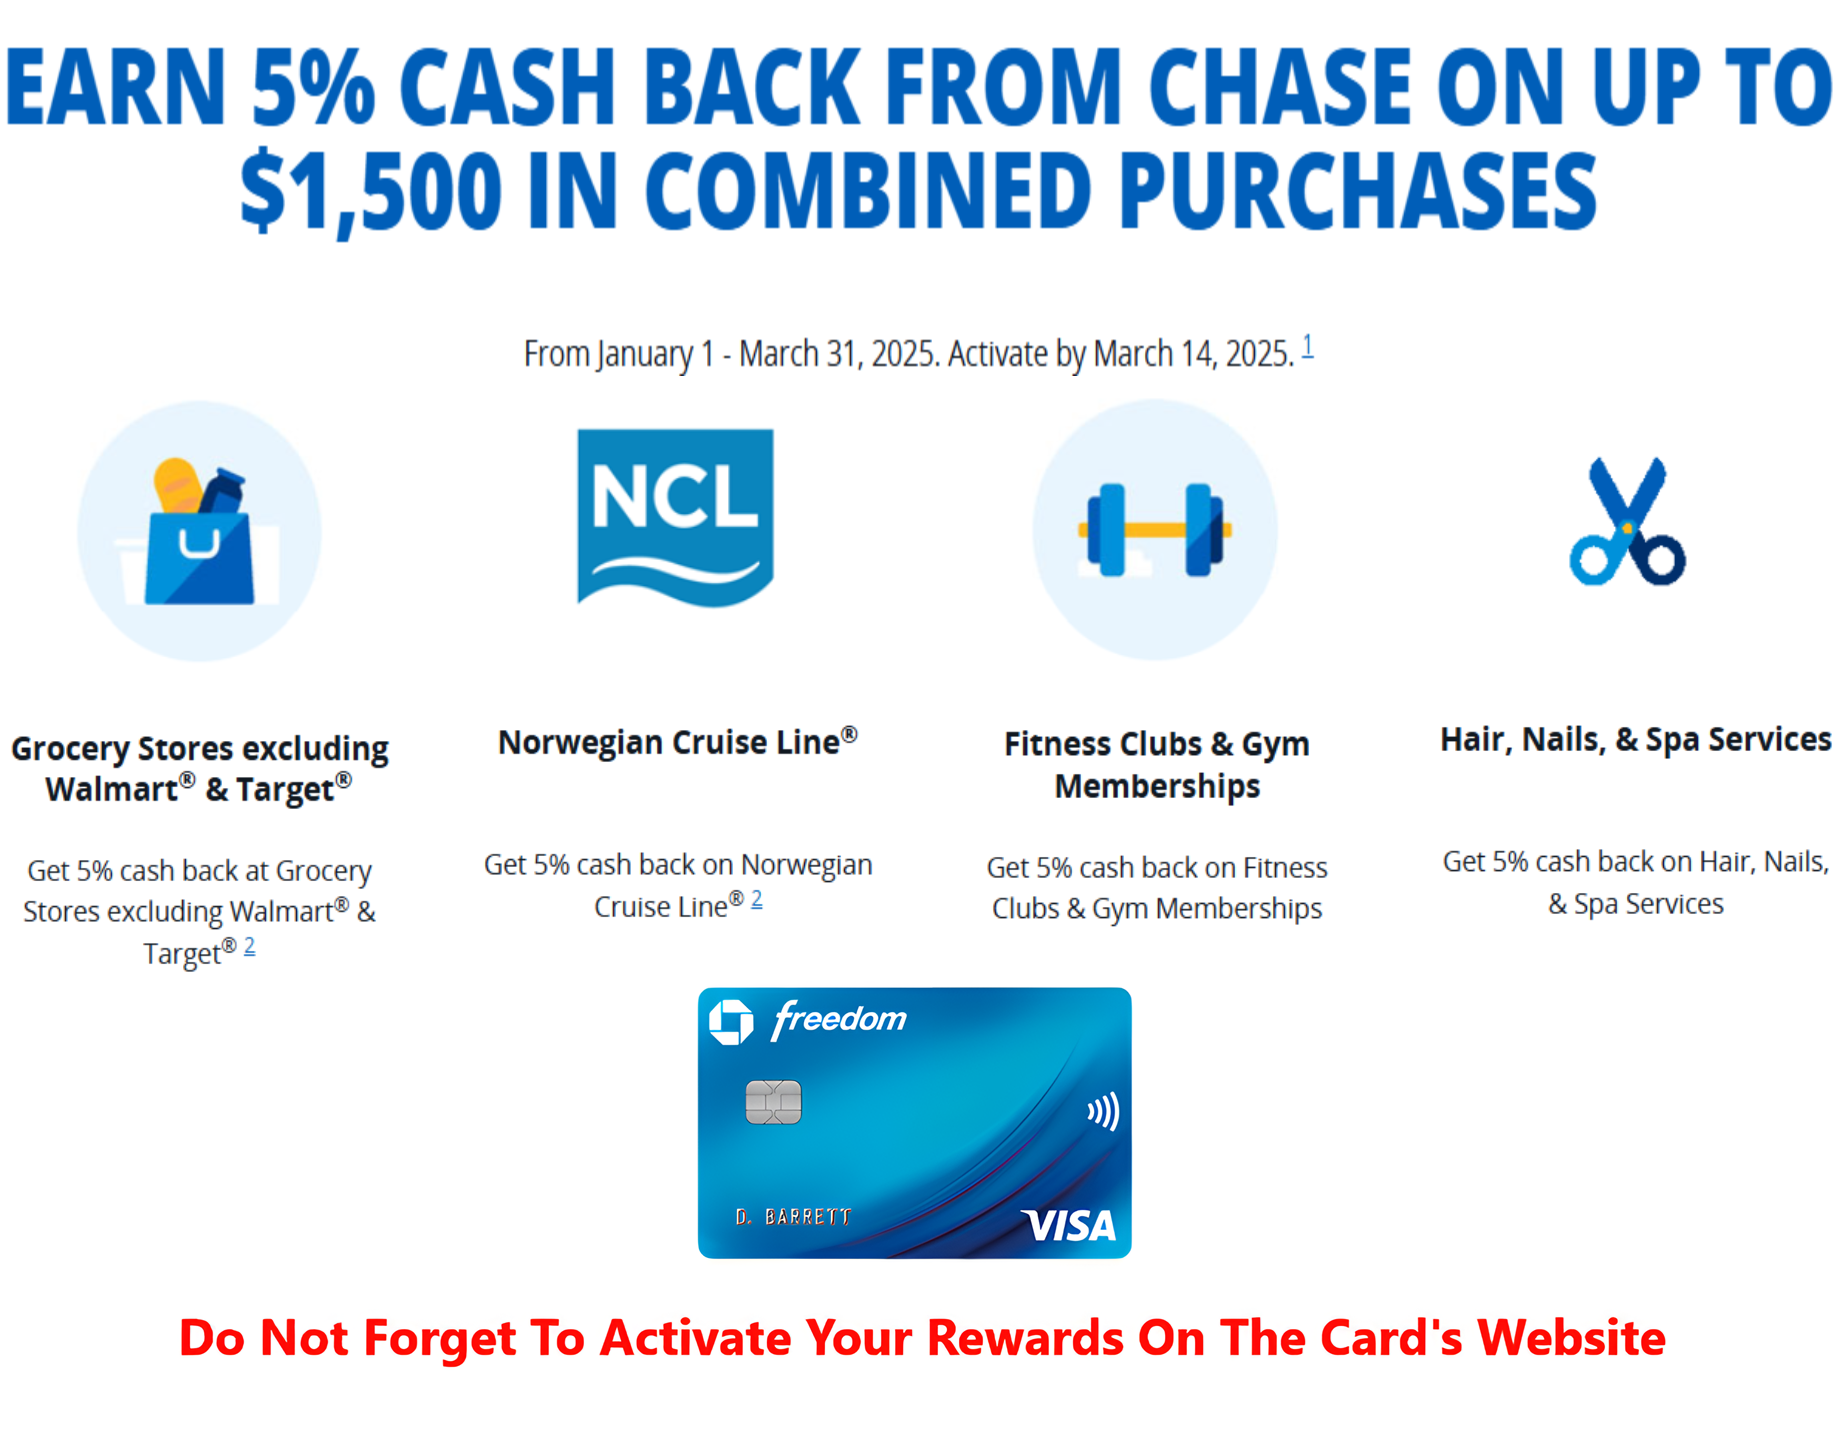 EARN 5% CASH BACK FROM CHASE ON UP TO
$1,500 IN COMBINED PURCHASES
From January 1 - March 31, 2025. Activate by March 14, 2025. 1
NCL
Grocery Stores excluding
Walmart® & Target®
Get 5% cash back at Grocery
Stores excluding Walmart® &
Target® 2
Norwegian Cruise Line®
Get 5% cash back on Norwegian
Cruise Line® 2
Fitness Clubs & Gym
Memberships
Get 5% cash back on Fitness
Clubs & Gym Memberships
Hair, Nails, & Spa Services
Get 5% cash back on Hair, Nails,
& Spa Services
freedom
D. BARRETT
VISA
Do Not Forget To Activate Your Rewards On The Card's Website